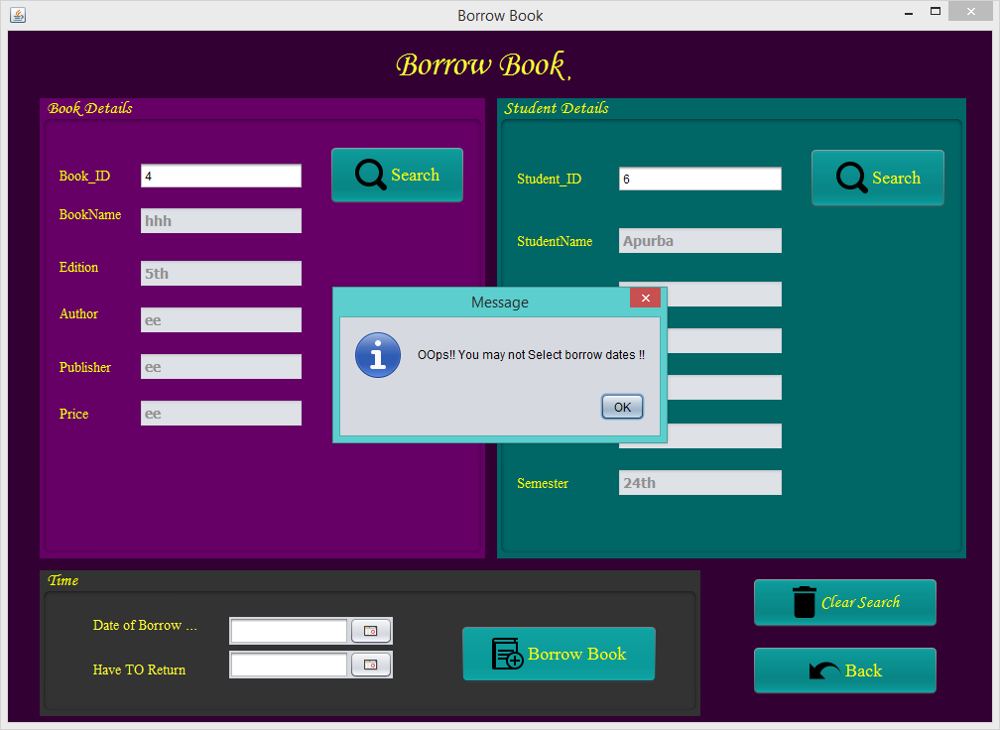 Borrow Book
Borrow Book,
Book Details
Book_ID
4
Search
BookName
hhh
Edition
5th
Author
ee
Publisher
ee
Price
ee
Student Details
Student_ID
6
Search
StudentName
Apurba
Semester
24th
Message
OOps!! You may not Select borrow dates !!
OK
Time
Date of Borrow ...
Have TO Return
Borrow Book
Clear Search
Back